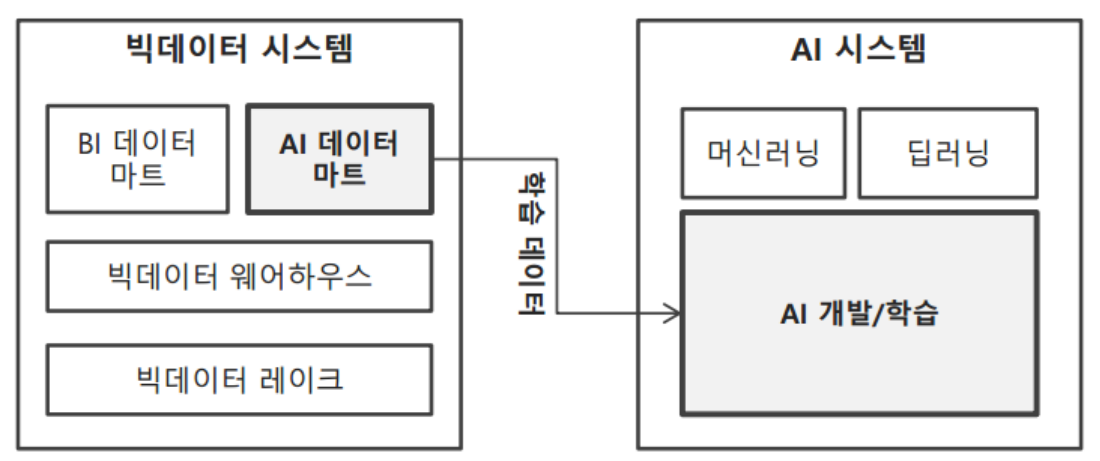 빅데이터 시스템
BI 데이터
마트
AI 데이터
마트
빅데이터 웨어하우스
빅데이터 레이크
학습 데이터
AI 시스템
머신러닝
딥러닝
AI 개발/학습